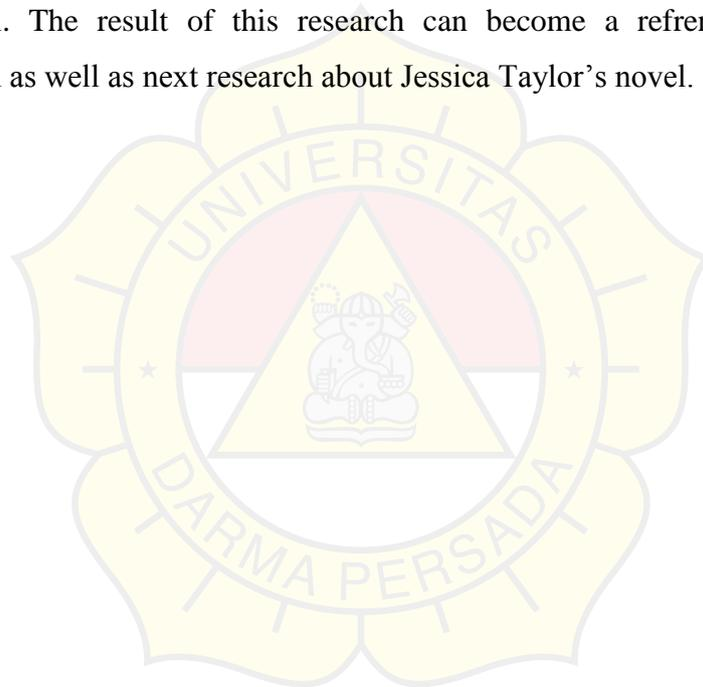 . The result of this research can become a refre
as well as next research about Jessica Taylor’s novel.
UNIVERSITAS
DARMA PERSADA